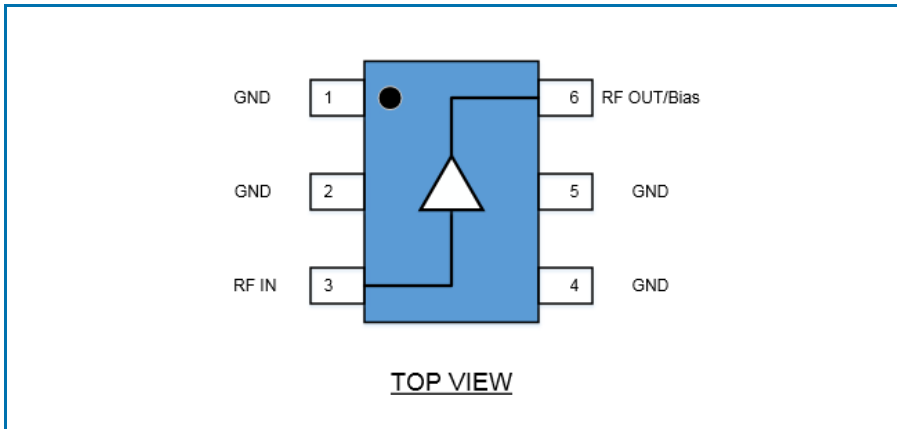 GND 1 6 RF OUT/Bias
GND 2 5 GND
RF IN 3 4 GND
TOP VIEW